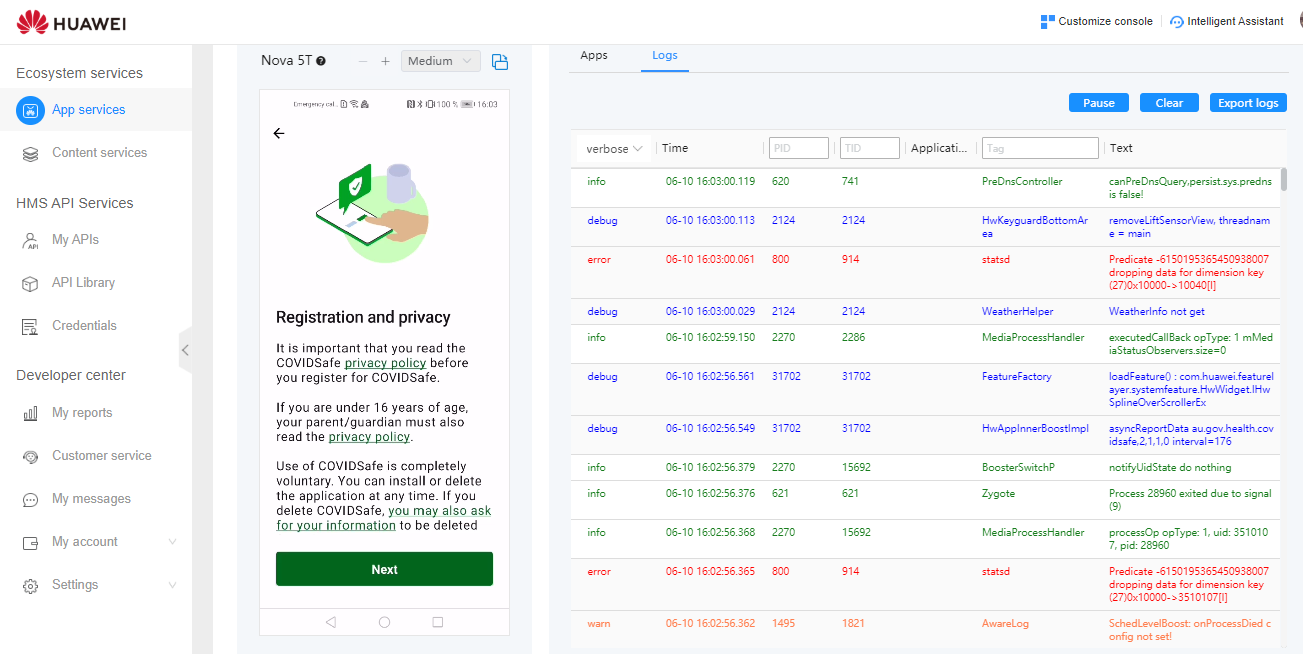 HUAWEI
Customize console
Intelligent Assistant
Ecosystem services
App services
Content services
HMS API Services
My APIs
API Library
Credentials
Developer center
My reports
Customer service
My messages
My account
Settings
Nova 5T
Medium
Emergency cal...
100 %
16:03
Registration and privacy
It is important that you read the
COVIDSafe privacy policy before
you register for COVIDSafe.
If you are under 16 years of age,
your parent/guardian must also
read the privacy policy.
Use of COVIDSafe is completely
voluntary. You can install or delete
the application at any time. If you
delete COVIDSafe, you may also ask
for your information to be deleted
Next
Apps Logs
Pause Clear Export logs
verbose Time PID TID Applicati... Tag Text
info 06-10 16:03:00.119 620 741 PreDnsController canPreDnsQuery,persist.sys.predns
is false!
debug 06-10 16:03:00.113 2124 2124 HwKeyguardBottomAr removeLiftSensorView, threadnam
ea e = main
error 06-10 16:03:00.061 800 914 statsd Predicate -6150195365450938007
dropping data for dimension key
(27)0x10000->10040[I]
debug 06-10 16:03:00.029 2124 2124 WeatherHelper WeatherInfo not get
info 06-10 16:02:59.150 2270 2286 MediaProcessHandler executedCallBack opType: 1 mMed
iaStatusObservers.size=0
debug 06-10 16:02:56.561 31702 31702 FeatureFactory loadFeature() : com.huawei.featurel
ayer.systemfeature.HwWidget.IHw
SplineOverScrollerEx
debug 06-10 16:02:56.549 31702 31702 HwAppInnerBoostImpl asyncReportData au.gov.health.co
vidsafe,2,1,1,0 interval=176
info 06-10 16:02:56.379 2270 15692 BoosterSwitchP notifyUidState do nothing
info 06-10 16:02:56.376 621 621 Zygote Process 28960 exited due to signal
(9)
info 06-10 16:02:56.368 2270 15692 MediaProcessHandler processOp opType: 1, uid: 351010
7, pid: 28960
error 06-10 16:02:56.365 800 914 statsd Predicate -6150195365450938007
dropping data for dimension key
(27)0x10000->3510107[I]
warn 06-10 16:02:56.362 1495 1821 AwareLog SchedLevelBoost: onProcessDied c
onfig not set!